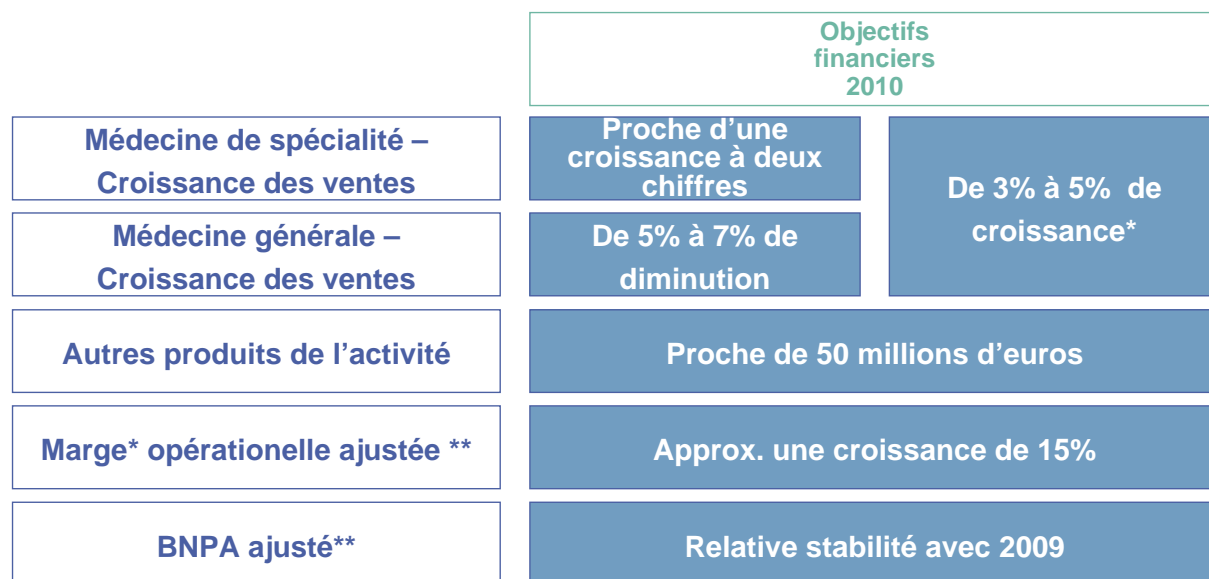 Objectifs
financiers
2010
Médecine de spécialité –
Croissance des ventes
Proche d’une
croissance à deux
chiffres
De 3% à 5% de
croissance*
Médecine générale –
Croissance des ventes
De 5% à 7% de
diminution
Autres produits de l’activité
Proche de 50 millions d’euros
Marge* opérationelle ajustée **
Approx. une croissance de 15%
BNPA ajusté**
Relative stabilité avec 2009